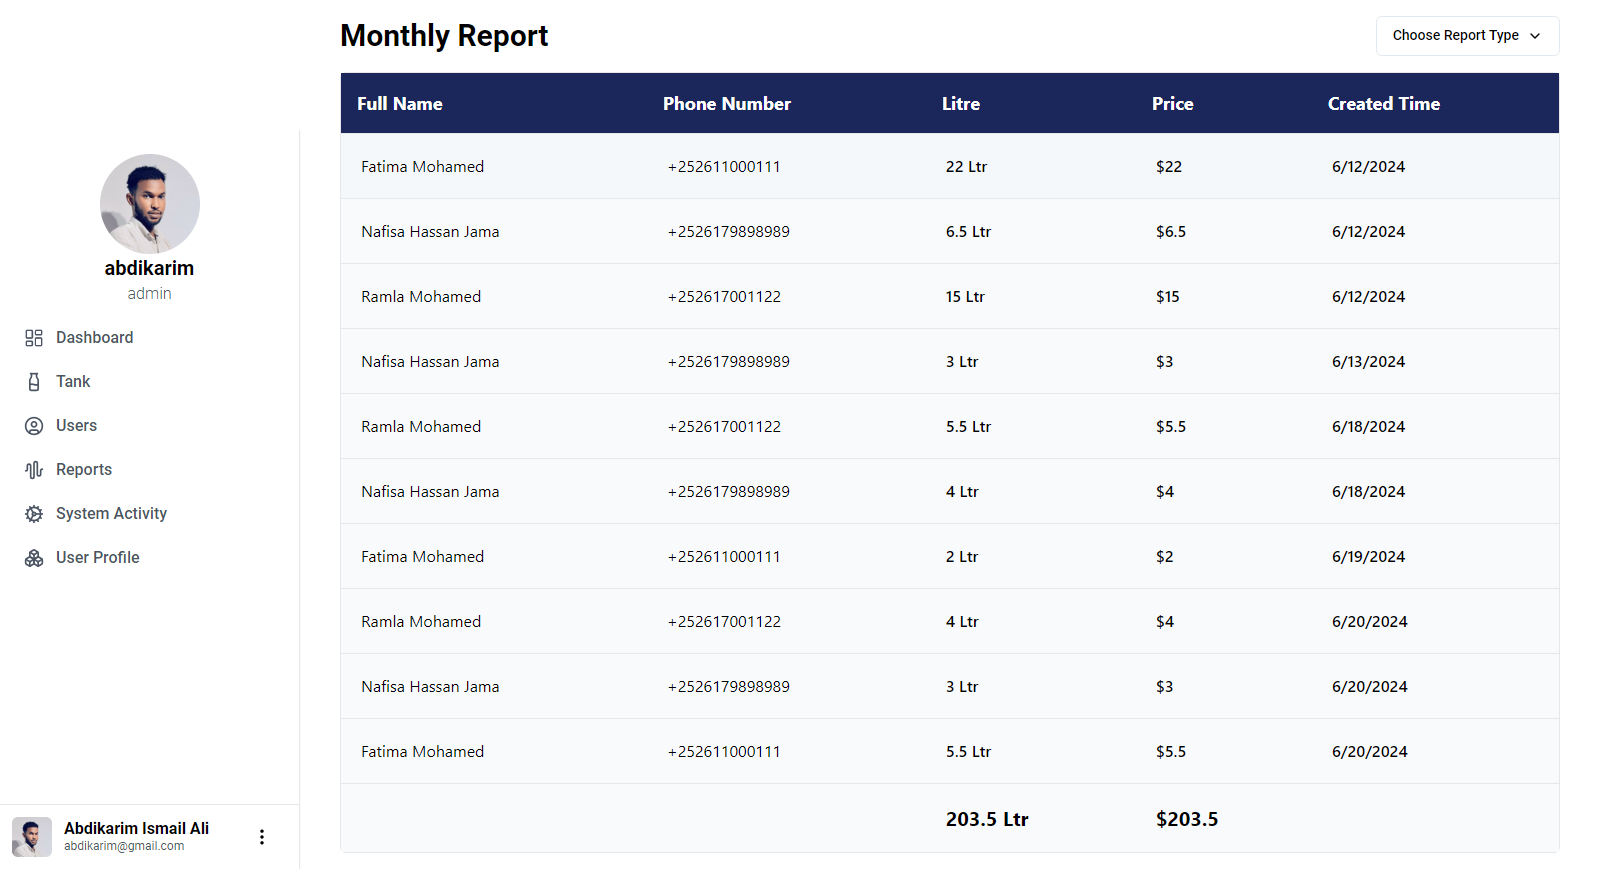 Monthly Report
Choose Report Type
Full Name Phone Number Litre Price Created Time
Fatima Mohamed +252611000111 22 Ltr $22 6/12/2024
Nafisa Hassan Jama +2526179898989 6.5 Ltr $6.5 6/12/2024
Ramla Mohamed +252617001122 15 Ltr $15 6/12/2024
Nafisa Hassan Jama +2526179898989 3 Ltr $3 6/13/2024
Ramla Mohamed +252617001122 5.5 Ltr $5.5 6/18/2024
Nafisa Hassan Jama +2526179898989 4 Ltr $4 6/18/2024
Fatima Mohamed +252611000111 2 Ltr $2 6/19/2024
Ramla Mohamed +252617001122 4 Ltr $4 6/20/2024
Nafisa Hassan Jama +2526179898989 3 Ltr $3 6/20/2024
Fatima Mohamed +252611000111 5.5 Ltr $5.5 6/20/2024
203.5 Ltr $203.5
abdikarim
admin
Dashboard
Tank
Users
Reports
System Activity
User Profile
Abdikarim Ismail Ali
abdikarim@gmail.com